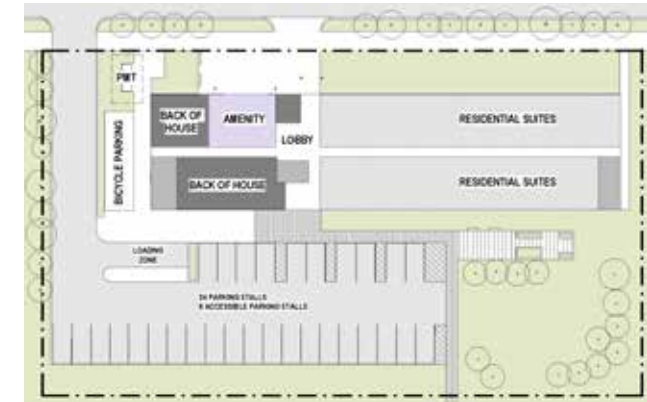 PMT
BACK OF
HOUSE
AMENITY
RESIDENTIAL SUITES
LOBBY
BICYCLE PARKING
BACK OF HOUSE
RESIDENTIAL SUITES
LOADING
ZONE
PARKING STALLS
ACCESSIBLE PARKING STALLS